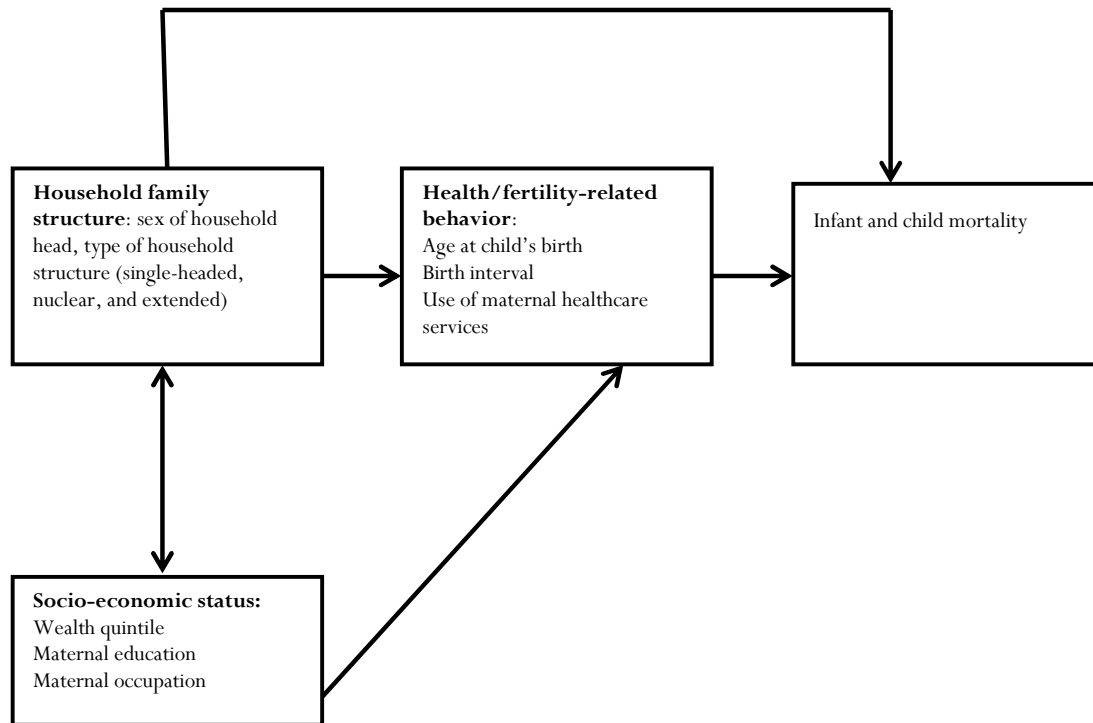 Household family
structure: sex of household
head, type of household
structure (single-headed,
nuclear, and extended)
Health/fertility-related
behavior:
Age at child’s birth
Birth interval
Use of maternal healthcare
services
Infant and child mortality
Socio-economic status:
Wealth quintile
Maternal education
Maternal occupation